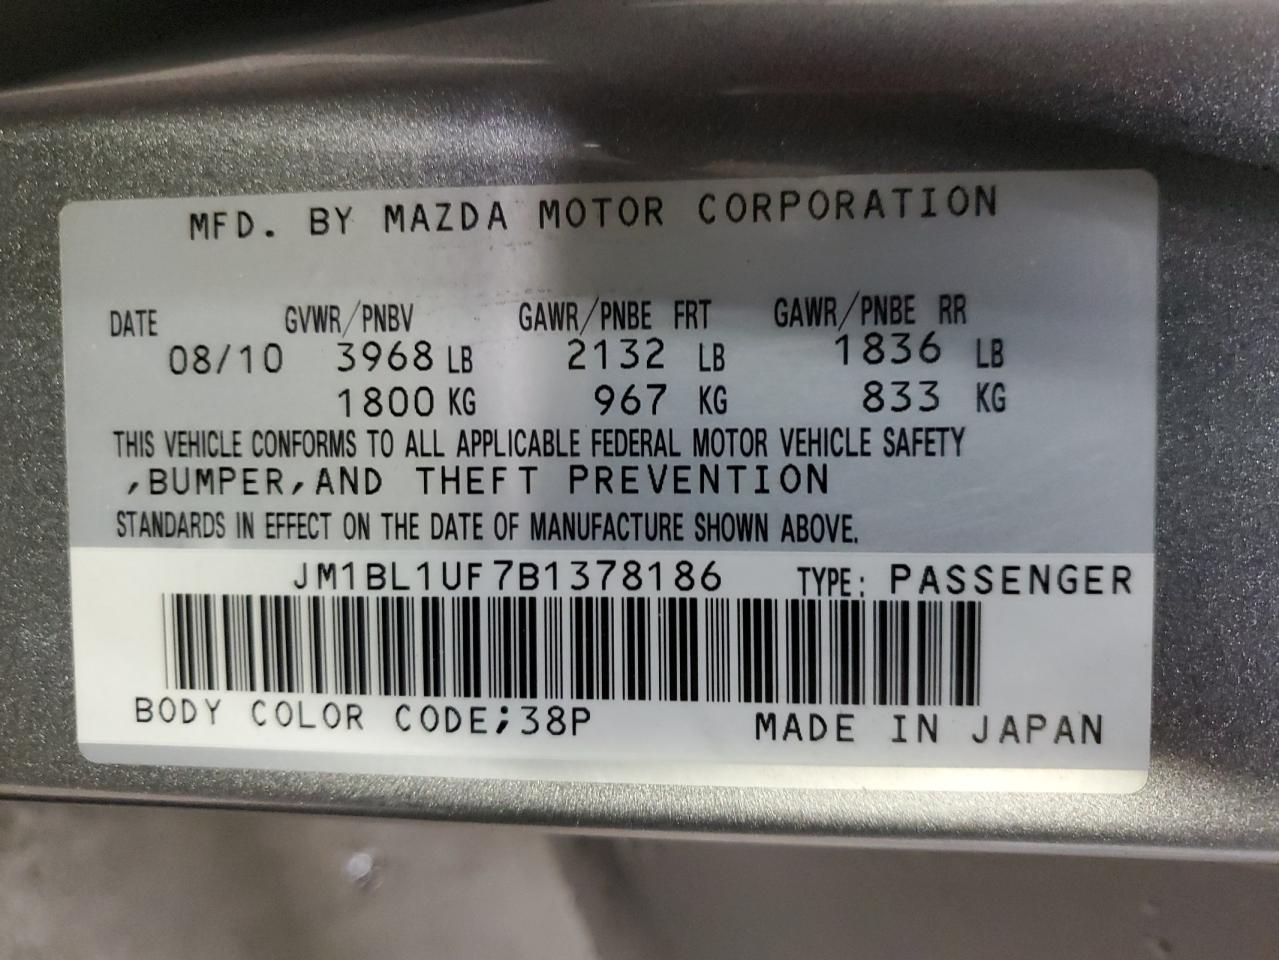 MFD. BY MAZDA MOTOR CORPORATION
DATE GVWR/PNBV GAWR/PNBE FRT GAWR/PNBE RR
08/10 3968 LB 2132 LB 1836 LB
1800 KG 967 KG 833 KG
THIS VEHICLE CONFORMS TO ALL APPLICABLE FEDERAL MOTOR VEHICLE SAFETY
,BUMPER,AND THEFT PREVENTION
STANDARDS IN EFFECT ON THE DATE OF MANUFACTURE SHOWN ABOVE.
JM1BL1UF7B1378186 TYPE: PASSENGER
BODY COLOR CODE;38P MADE IN JAPAN